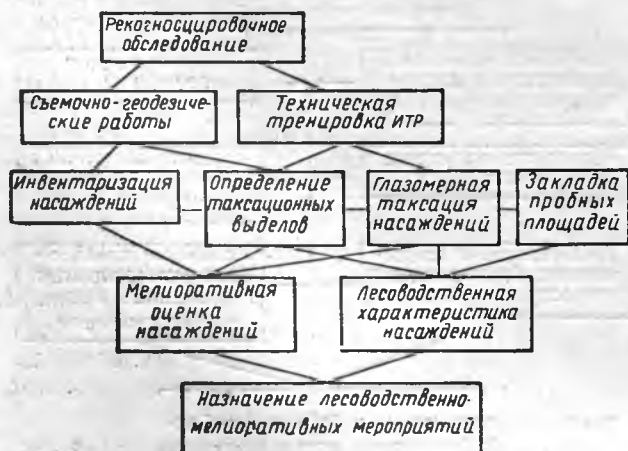 Рекогносцировочное
обследование
Съемочно-геодезиче-
ские работы
Техническая
тренировка ИТР
Инвентаризация
насаждений
Определение
таксационных
выделов
Глазомерная
таксация
насаждений
Закладка
пробных
площадей
Мелиоративная
оценка
насаждений
Лесоводственная
характеристика
насаждений
Назначение лесоводственно-
мелиоративных мероприятий